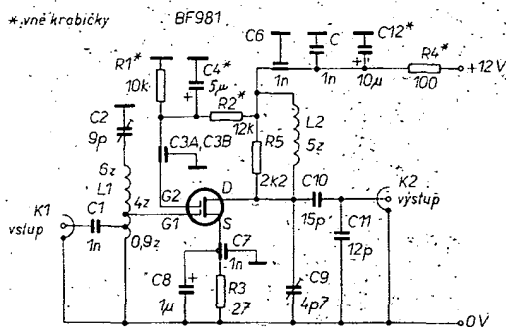 *vně krabičky
BF981
C6
C
C12*
R4*
+12V
1n
1n
10μ
100
R1*
10k
C4*
5μ
R2*
12k
C2
9p
C3A, C3B
R5
2k2
L2
5z
6z
L1
4z
G2
D
C10
15p
K2
výstup
K1
vstup
C1
1n
G1
S
0,9z
C7
1n
C11
12p
C8
1μ
R3
27
C9
4p7
0V